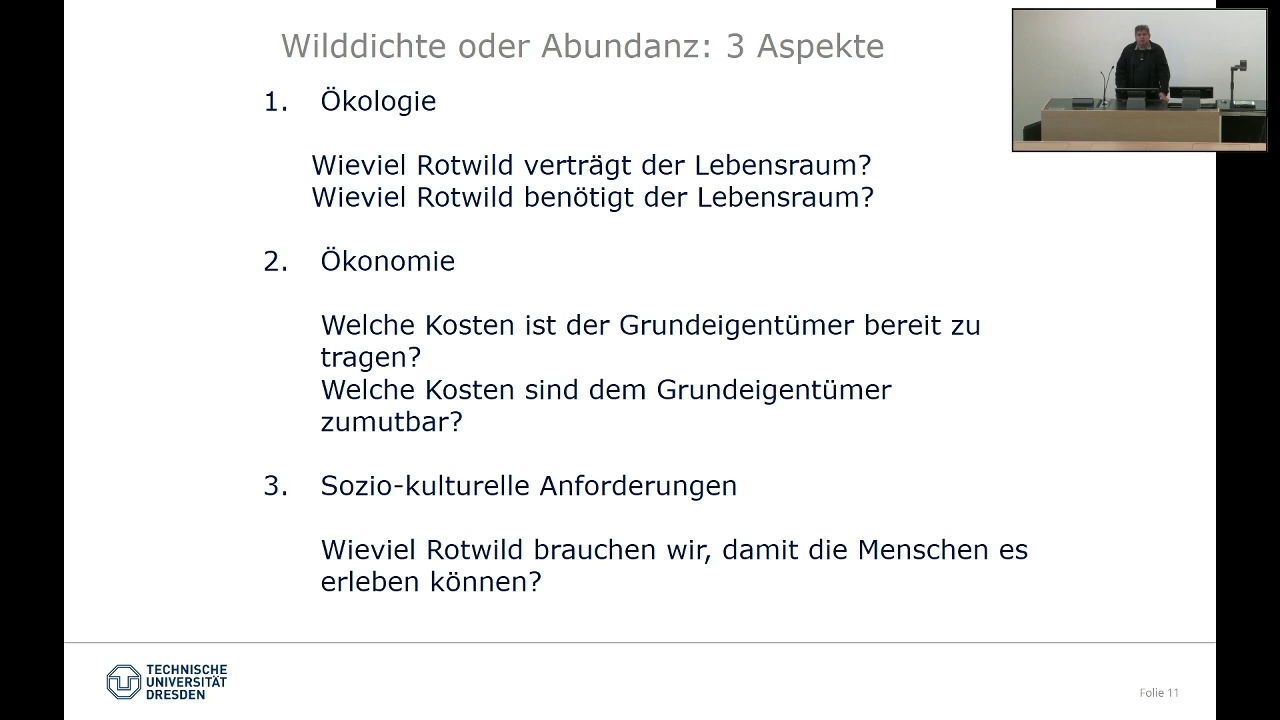 Wilddichte oder Abundanz: 3 Aspekte
1. Ökologie
Wieviel Rotwild verträgt der Lebensraum?
Wieviel Rotwild benötigt der Lebensraum?
2. Ökonomie
Welche Kosten ist der Grundeigentümer bereit zu
tragen?
Welche Kosten sind dem Grundeigentümer
zumutbar?
3. Sozio-kulturelle Anforderungen
Wieviel Rotwild brauchen wir, damit die Menschen es
erleben können?
TECHNISCHE
UNIVERSITÄT
DRESDEN
Folie 11